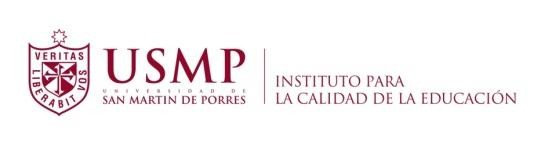 VERITAS
LIBERABIT VOS
USMP
UNIVERSIDAD DE
SAN MARTIN DE PORRES
INSTITUTO PARA
LA CALIDAD DE LA EDUCACIÓN